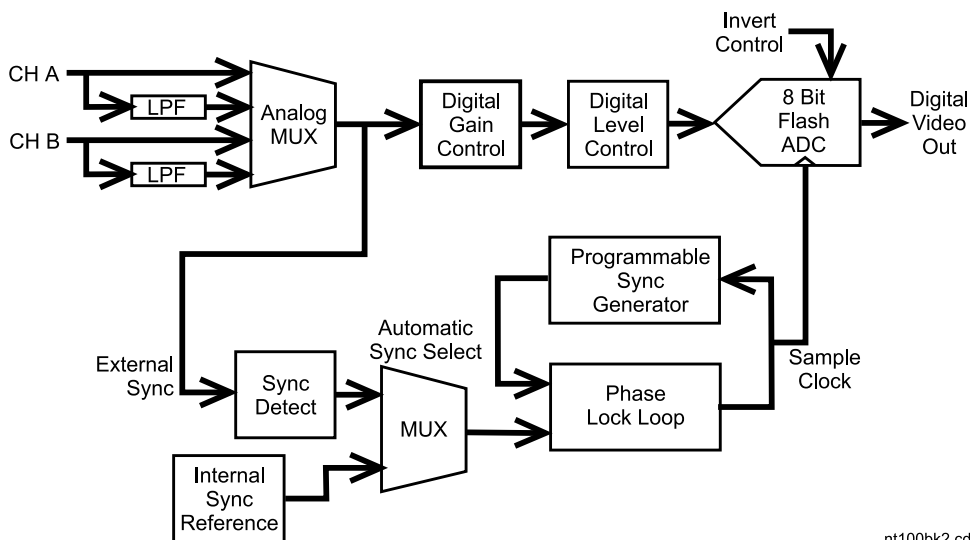 Invert
Control
CH A
LPF
CH B
LPF
Analog
MUX
Digital
Gain
Control
Digital
Level
Control
8 Bit
Flash
ADC
Digital
Video
Out
Programmable
Sync
Generator
Automatic
Sync Select
External
Sync
Sync
Detect
MUX
Phase
Lock Loop
Sample
Clock
Internal
Sync
Reference
nt100bk2.cd